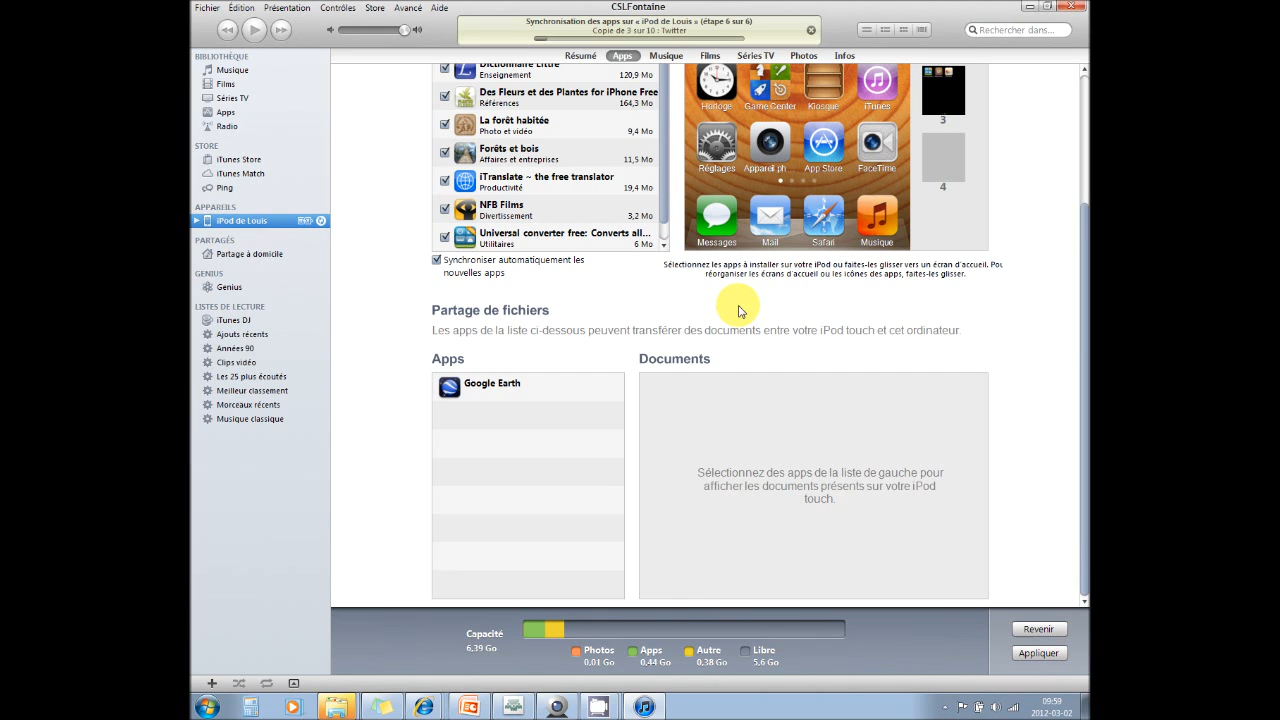 Fichier Édition Présentation Contrôles Store Avancé Aide
CSLFontaine
Synchronisation des apps sur « iPod de Louis » (étape 6 sur 6)
Copie de 3 sur 10 : Twitter
Rechercher dans...
BIBLIOTHÈQUE
Musique
Films
Séries TV
Apps
Radio
STORE
iTunes Store
iTunes Match
Ping
APPAREILS
iPod de Louis
PARTAGÉS
Partage à domicile
GENIUS
Genius
LISTES DE LECTURE
iTunes DJ
Ajouts récents
Années 90
Clips vidéo
Les 25 plus écoutés
Meilleur classement
Morceaux récents
Musique classique
Résumé Apps Musique Films Séries TV Photos Infos
Dictionnaire Littré
Enseignement 120,9 Mo
Des Fleurs et des Plantes for iPhone Free
Références 164,3 Mo
La forêt habitée
Photo et vidéo 9,4 Mo
Forêts et bois
Affaires et entreprises 11,5 Mo
iTranslate ~ the free translator
Productivité 19,4 Mo
NFB Films
Divertissement 3,2 Mo
Universal converter free: Converts all...
Utilitaires 6 Mo
Synchroniser automatiquement les
nouvelles apps
Horloge Game Center Kiosque iTunes
Réglages Appareil ph App Store FaceTime
Messages Mail Safari Musique
3
4
Sélectionnez les apps à installer sur votre iPod ou faites-les glisser vers un écran d'accueil. Pou
réorganiser les écrans d'accueil ou les icônes des apps, faites-les glisser.
Partage de fichiers
Les apps de la liste ci-dessous peuvent transférer des documents entre votre iPod touch et cet ordinateur.
Apps
Documents
Google Earth
Sélectionnez des apps de la liste de gauche pour
afficher les documents présents sur votre iPod
touch.
Capacité
6,39 Go
Photos
0,01 Go
Apps
0,44 Go
Autre
0,38 Go
Libre
5,6 Go
Revenir
Appliquer
09:59
2012-03-02